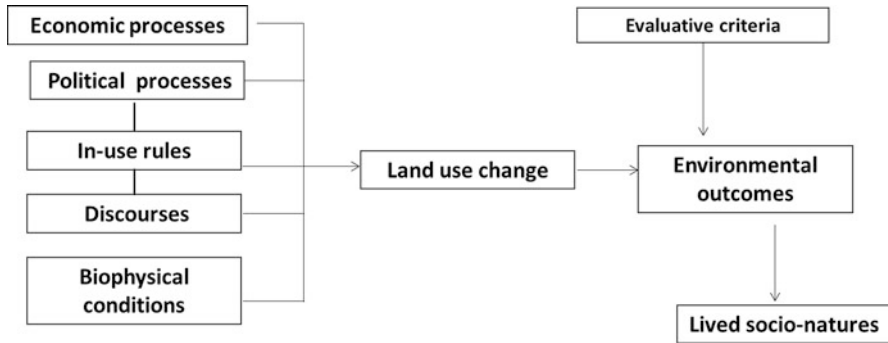 Economic processes
Evaluative criteria
Political processes
In-use rules
Land use change
Environmental
outcomes
Discourses
Biophysical
conditions
Lived socio-natures